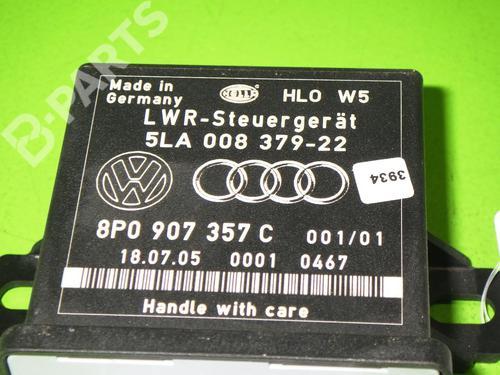 B-PARTS
Made in
Germany
HELLA
HLO W5
LWR-Steuergerät
5LA 008 379-22
3934
8P0 907 357 C 001/01
18.07.05 0001 0467
Handle with care